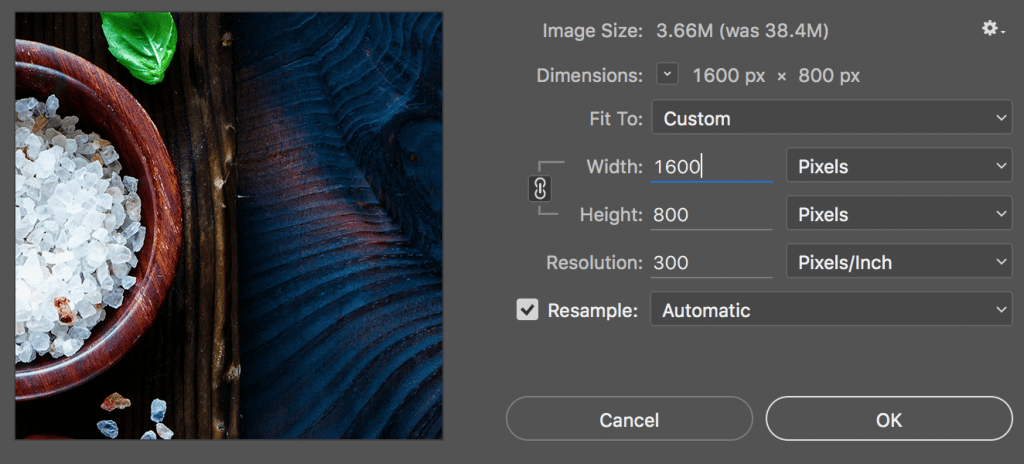 Image Size: 3.66M (was 38.4M)
Dimensions: 1600 px × 800 px
Fit To: Custom
Width: 1600 Pixels
Height: 800 Pixels
Resolution: 300 Pixels/Inch
Resample: Automatic
Cancel OK